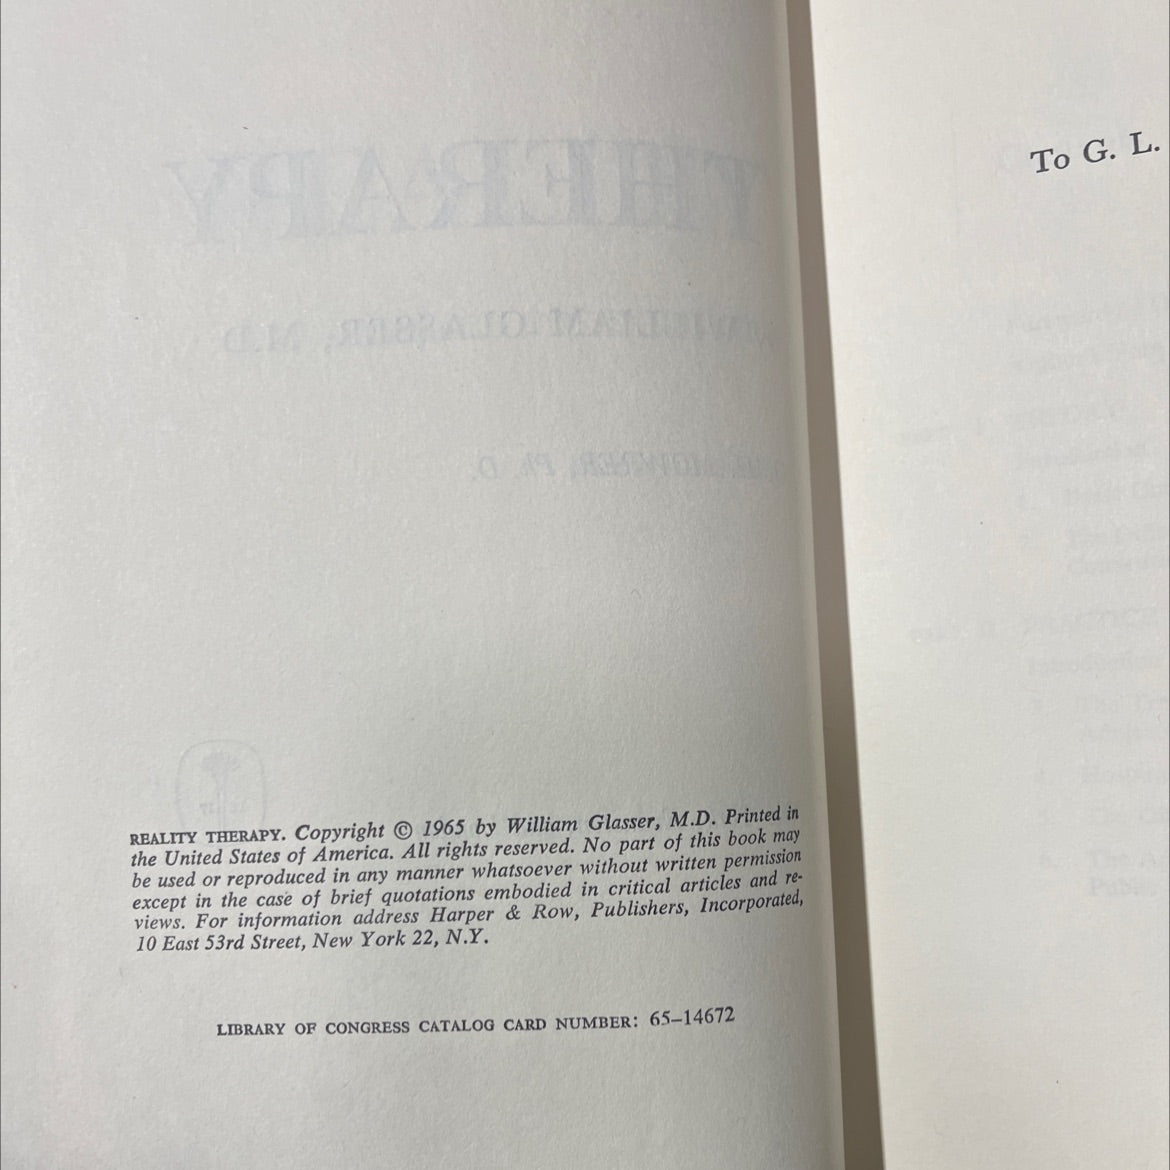 REALITY THERAPY. Copyright © 1965 by William Glasser, M.D. Printed in
the United States of America. All rights reserved. No part of this book may
be used or reproduced in any manner whatsoever without written permission
except in the case of brief quotations embodied in critical articles and re-
views. For information address Harper & Row, Publishers, Incorporated,
10 East 53rd Street, New York 22, N.Y.
LIBRARY OF CONGRESS CATALOG CARD NUMBER: 65–14672
To G. L.